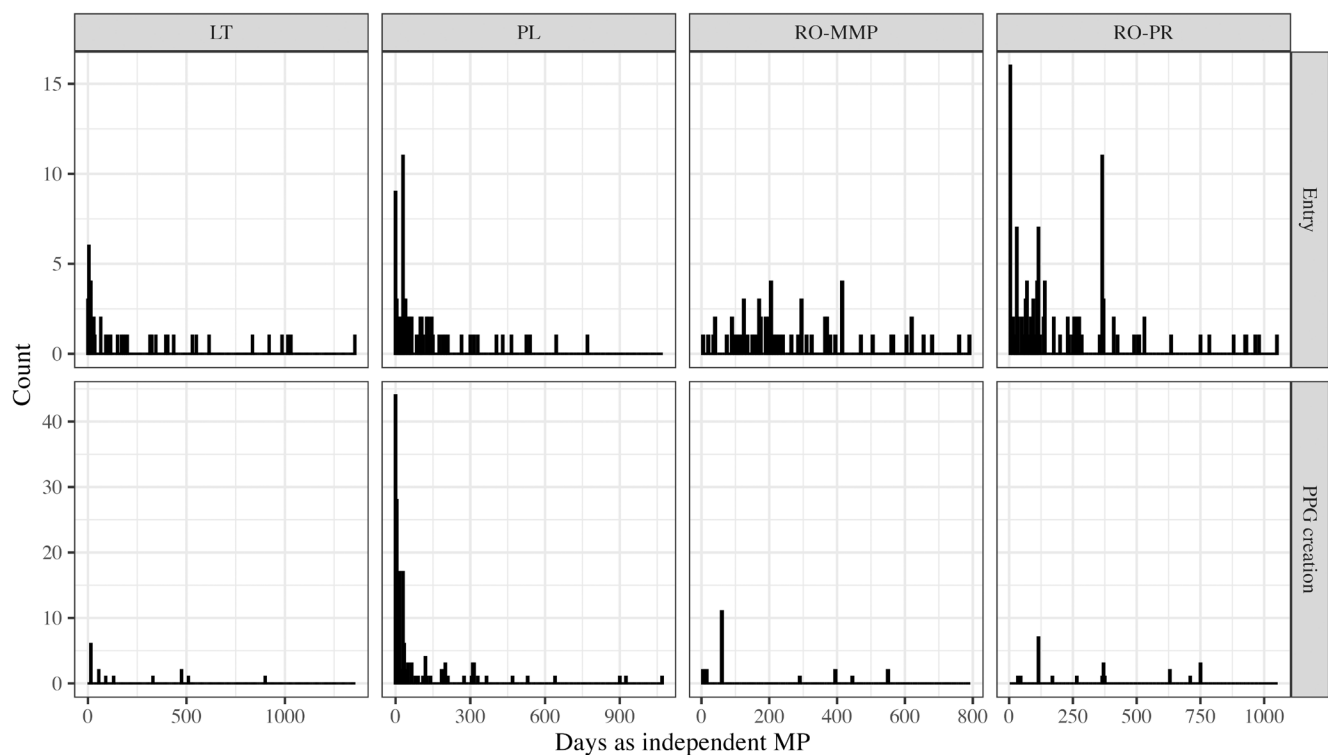 LT PL RO-MMP RO-PR
15
10
5
0
Entry
Count
40
30
20
10
0
PPG creation
0 500 1000 0 300 600 900 0 200 400 600 800 0 250 500 750 1000
Days as independent MP